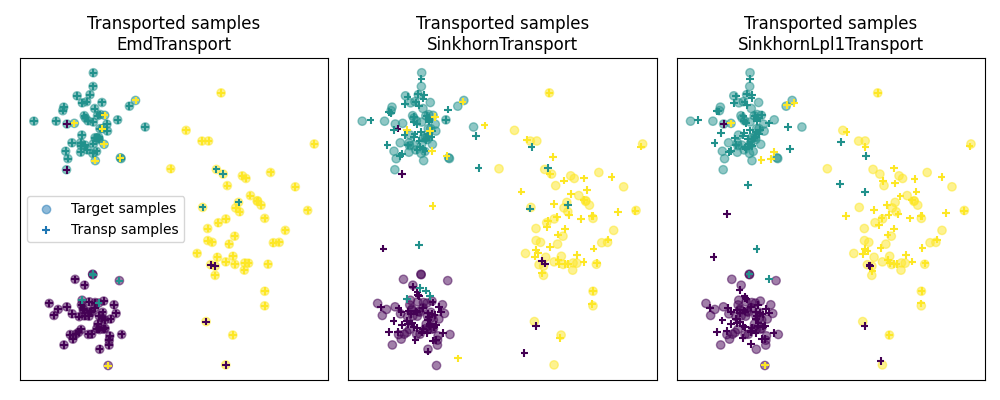 Transported samples
EmdTransport
Transported samples
SinkhornTransport
Transported samples
SinkhornLpl1Transport
Target samples
Transp samples